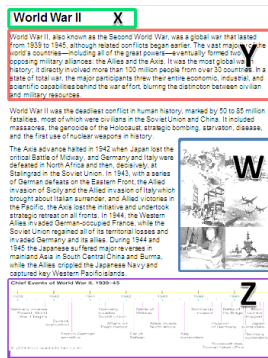 World War II X
World War II, also known as the Second World War, was a global war that lasted
from 1939 to 1945, although related conflicts began earlier. The vast majority of the
world's countries—including all of the great powers—eventually formed two
opposing military alliances: the Allies and the Axis. It was the most global war in
history; it directly involved more than 100 million people from over 30 countries. In a
state of total war, the major participants threw their entire economic, industrial, and
scientific capabilities behind the war effort, blurring the distinction between civilian
and military resources.
Y
World War II was the deadliest conflict in human history, marked by 50 to 85 million
fatalities, most of which were civilians in the Soviet Union and China. It included
massacres, the genocide of the Holocaust, strategic bombing, starvation, disease,
and the first use of nuclear weapons in history.
The Axis advance halted in 1942 when Japan lost the
critical Battle of Midway, and Germany and Italy were
defeated in North Africa and then, decisively, at
Stalingrad in the Soviet Union. In 1943, with a series
of German defeats on the Eastern Front, the Allied
invasion of Sicily and the Allied invasion of Italy which
brought about Italian surrender, and Allied victories in
the Pacific, the Axis lost the initiative and undertook
strategic retreat on all fronts. In 1944, the Western
Allies invaded German-occupied France, while the
Soviet Union regained all of its territorial losses and
invaded Germany and its allies. During 1944 and
1945 the Japanese suffered major reverses in
mainland Asia in South Central China and Burma,
while the Allies crippled the Japanese Navy and
captured key Western Pacific islands.
W
Chief Events of World War II, 1939–45
Z